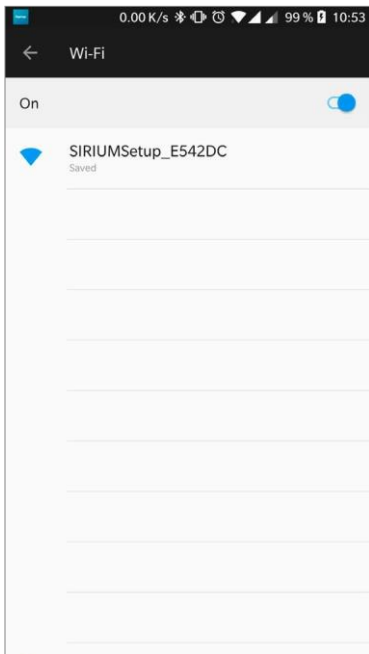 0.00 K/s 99 % 10:53
Wi-Fi
On
SIRIUMSetup_E542DC
Saved